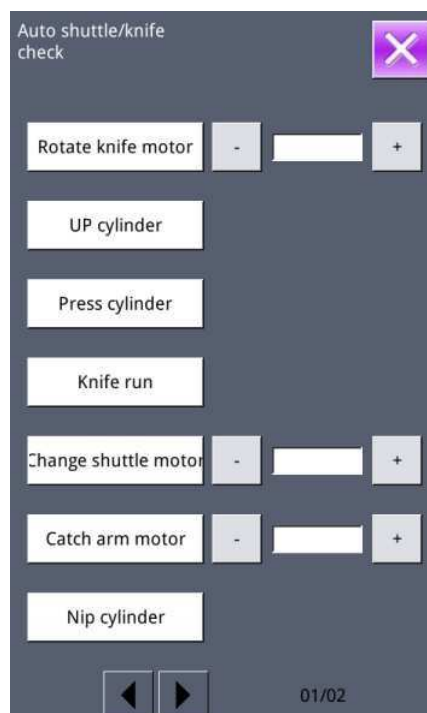 Auto shuttle/knife
check
Rotate knife motor - +
UP cylinder
Press cylinder
Knife run
Change shuttle motor - +
Catch arm motor - +
Nip cylinder
01/02